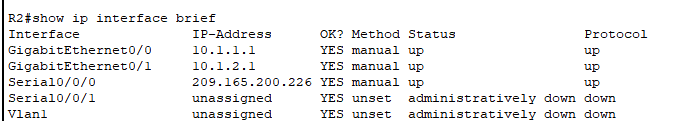 R2#show ip interface brief
Interface              IP-Address      OK? Method Status                Protocol
GigabitEthernet0/0     10.1.1.1        YES manual up                    up
GigabitEthernet0/1     10.1.2.1        YES manual up                    up
Serial0/0/0            209.165.200.226 YES manual up                    up
Serial0/0/1            unassigned      YES unset  administratively down down
Vlan1                  unassigned      YES unset  administratively down down